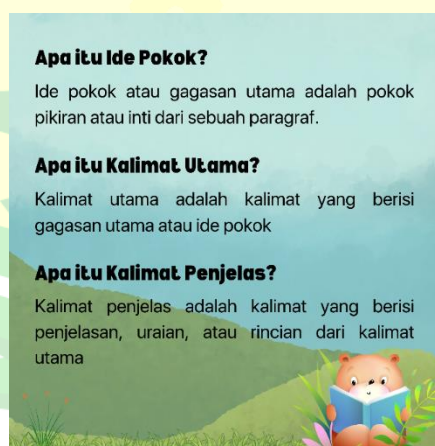 Apa itu Ide Pokok?
Ide pokok atau gagasan utama adalah pokok
pikiran atau inti dari sebuah paragraf.
Apa itu Kalimat Utama?
Kalimat utama adalah kalimat yang berisi
gagasan utama atau ide pokok
Apa itu Kalimat Penjelas?
Kalimat penjelas adalah kalimat yang berisi
penjelasan, uraian, atau rincian dari kalimat
utama